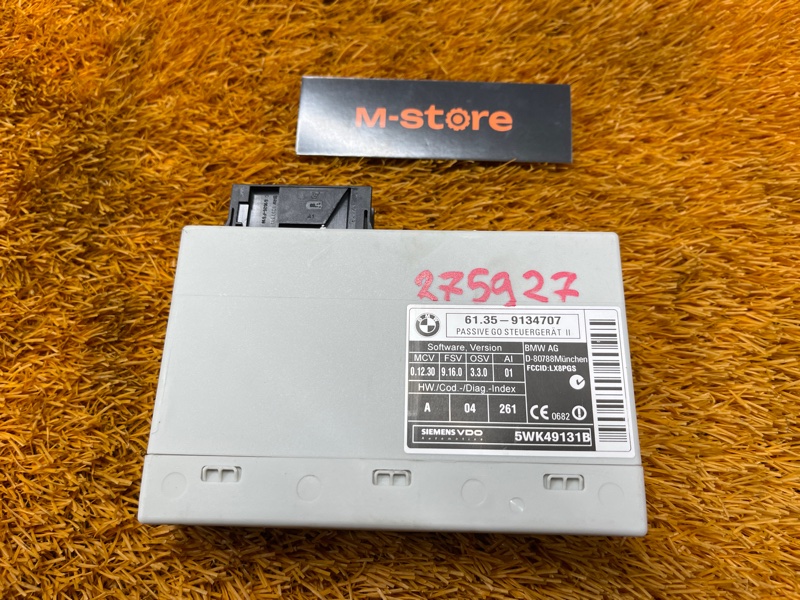 M-store
275927
BMW
61.35-9134707
PASSIVE GO STEUERGERÄT II
Software, Version
MCV FSV OSV AI
0.12.30 9.16.0 3.3.0 01
HW./Cod.-/Diag.-Index
A 04 261
BMW AG
D-80788München
FCCID:LX8PGS
CE 0682
SIEMENS VDO
Automotive
5WK49131B